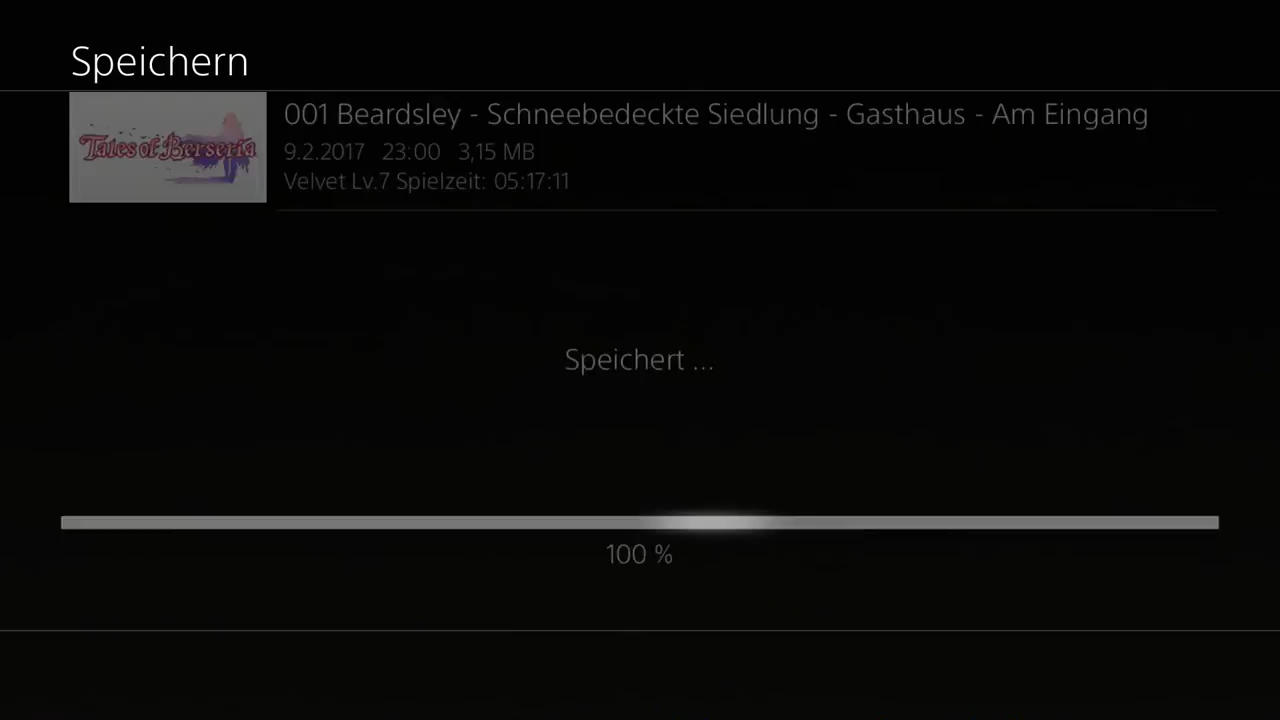 Speichern
001 Beardsley - Schneebedeckte Siedlung - Gasthaus - Am Eingang
Tales of Berseria
9.2.2017 23:00 3,15 MB
Velvet Lv.7 Spielzeit: 05:17:11
Speichert ...
100 %